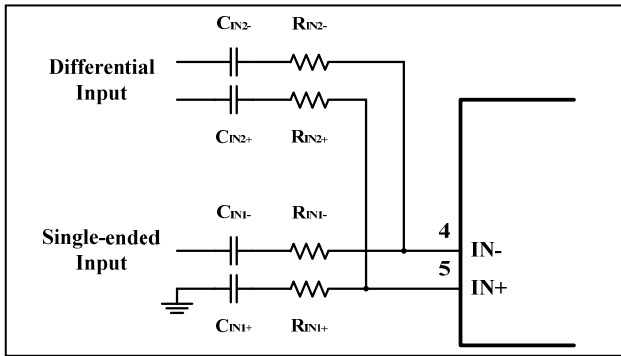 CIN2- RIN2-
Differential
Input
CIN2+ RIN2+
CIN1- RIN1-
Single-ended
Input
4
IN-
5
IN+
CIN1+ RIN1+